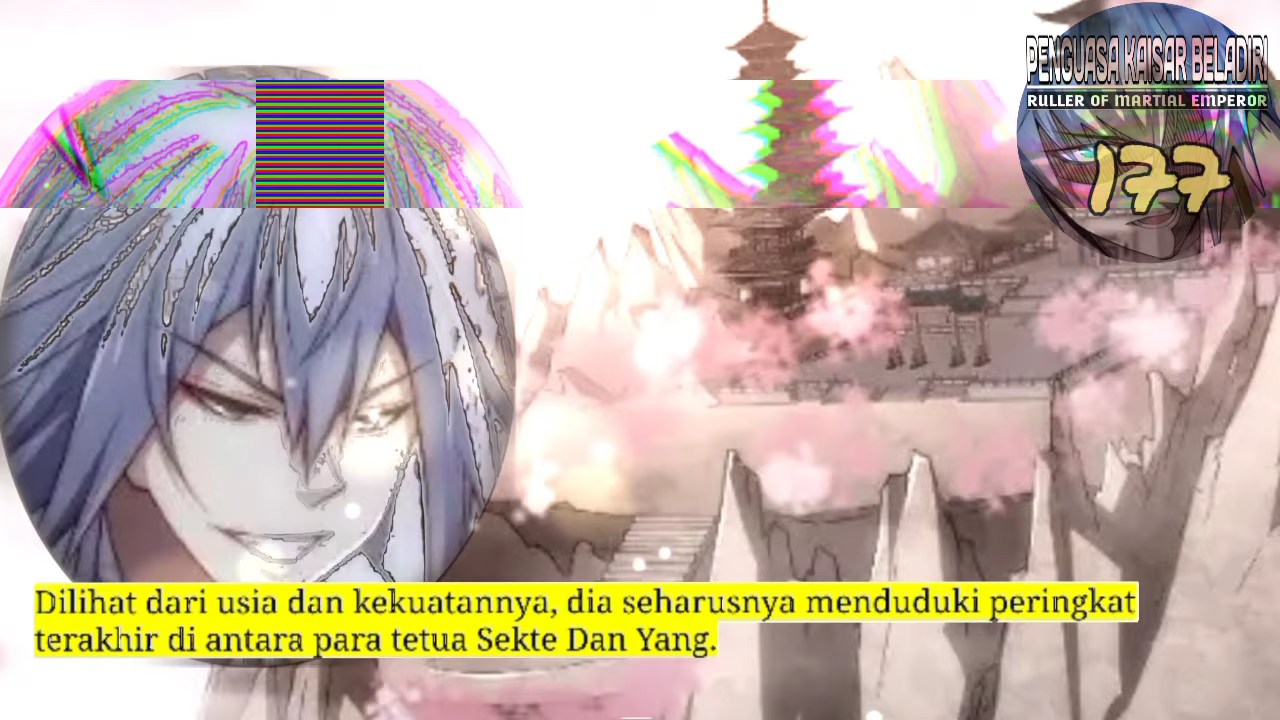 PENGUASA KAISAR BELADIRI
RULLER OF MARTIAL EMPEROR
177
Dilihat dari usia dan kekuatannya, dia seharusnya menduduki peringkat
terakhir di antara para tetua Sekte Dan Yang.